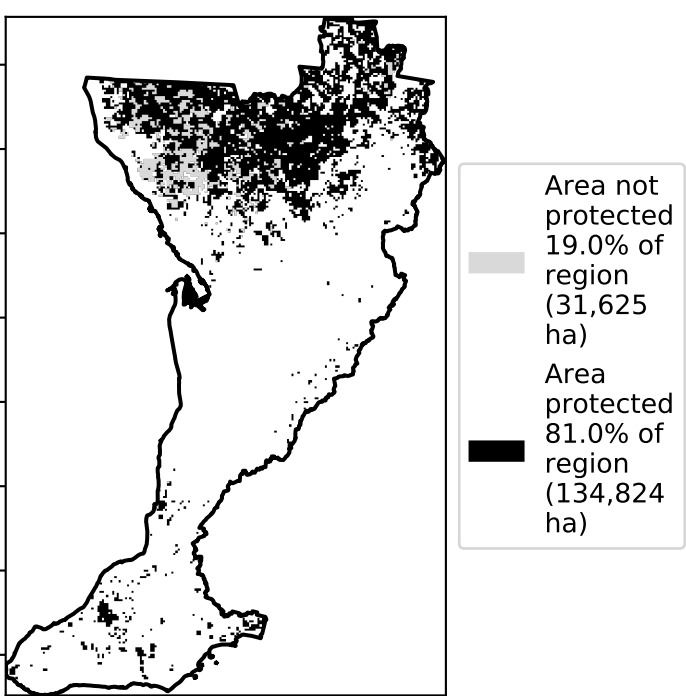 Area not
protected
19.0% of
region
(31,625
ha)
Area
protected
81.0% of
region
(134,824
ha)